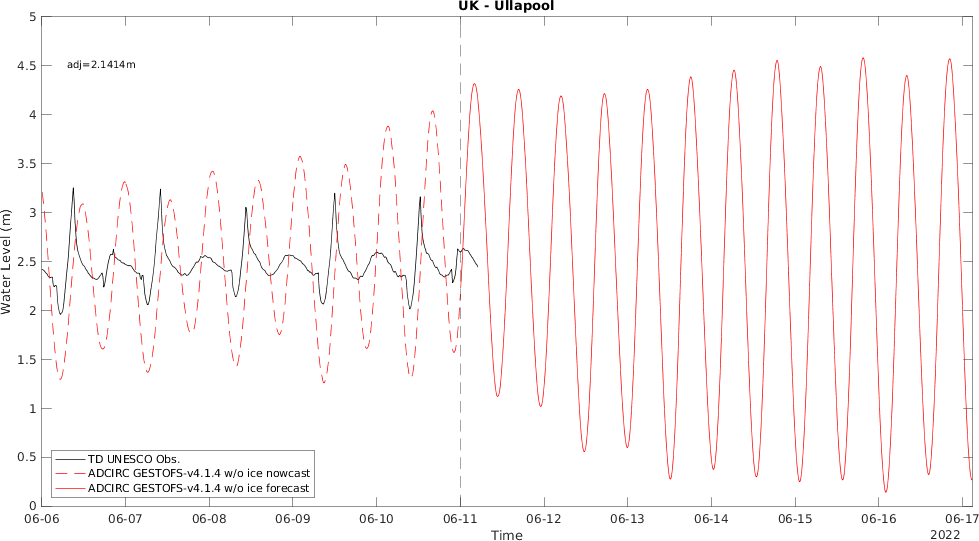 UK - Ullapool
adj=2.1414m
Water Level (m)
5
4.5
4
3.5
3
2.5
2
1.5
1
0.5
0
TD UNESCO Obs.
ADCIRC GESTOFS-v4.1.4 w/o ice nowcast
ADCIRC GESTOFS-v4.1.4 w/o ice forecast
06-06 06-07 06-08 06-09 06-10 06-11 06-12 06-13 06-14 06-15 06-16 06-17
Time
2022